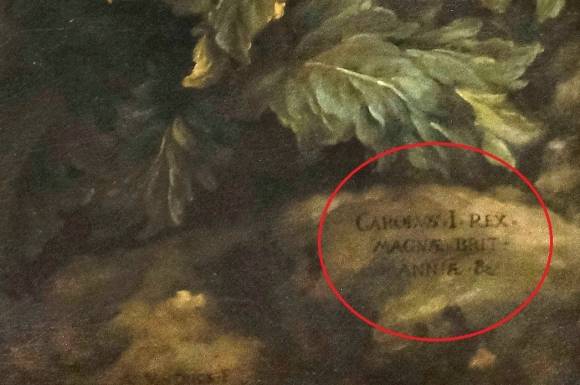 CAROLVS·I·REX·
MAGNÆ BRIT·
ANNIÆ &c